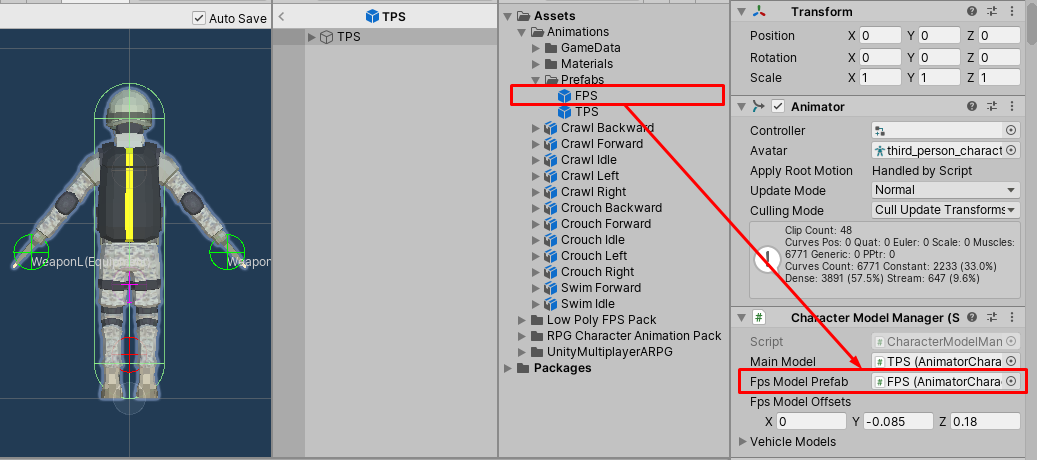 Auto Save
WeaponL(Equi
WeaponR
TPS
TPS
Assets
Animations
GameData
Materials
Prefabs
FPS
TPS
Crawl Backward
Crawl Forward
Crawl Idle
Crawl Left
Crawl Right
Crouch Backward
Crouch Forward
Crouch Idle
Crouch Left
Crouch Right
Swim Forward
Swim Idle
Low Poly FPS Pack
RPG Character Animation Pack
UnityMultiplayerARPG
Packages
Transform
Position X 0 Y 0 Z 0
Rotation X 0 Y 0 Z 0
Scale X 1 Y 1 Z 1
Animator
Controller
Avatar third_person_charact
Apply Root Motion Handled by Script
Update Mode Normal
Culling Mode Cull Update Transforms
Clip Count: 48
Curves Pos: 0 Quat: 0 Euler: 0 Scale: 0 Muscles:
6771 Generic: 0 PPtr: 0
Curves Count: 6771 Constant: 2233 (33.0%)
Dense: 3891 (57.5%) Stream: 647 (9.6%)
Character Model Manager (S
Script CharacterModelMan
Main Model TPS (AnimatorChara
Fps Model Prefab FPS (AnimatorChara
Fps Model Offsets
X 0 Y -0.085 Z 0.18
Vehicle Models